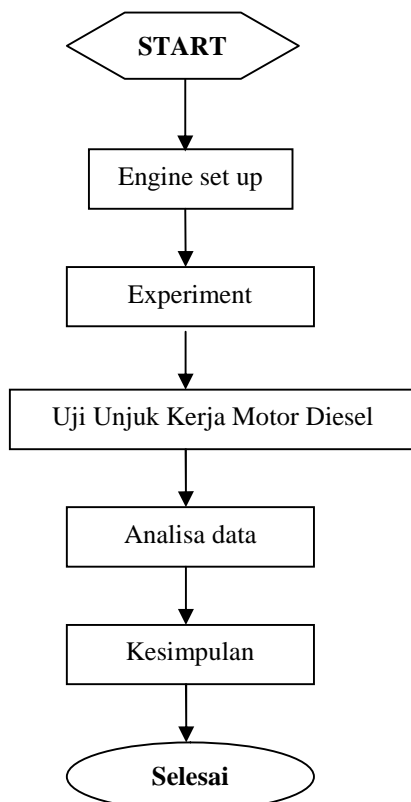 START
Engine set up
Experiment
Uji Unjuk Kerja Motor Diesel
Analisa data
Kesimpulan
Selesai